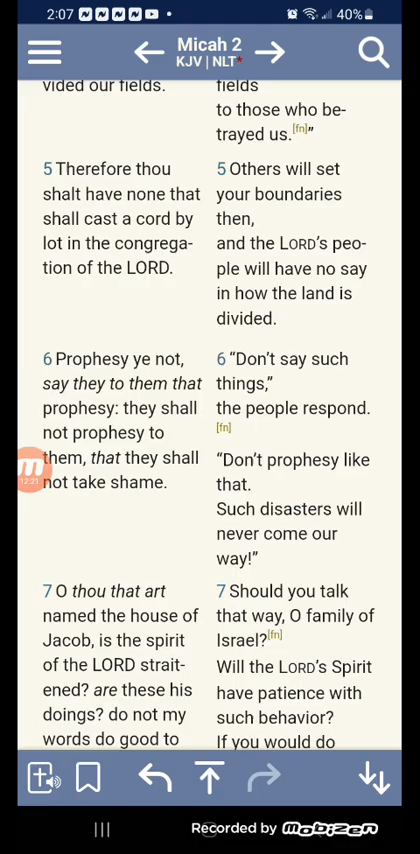 2:07
40%
Micah 2
KJV | NLT*
vided our fields.
5 Therefore thou
shalt have none that
shall cast a cord by
lot in the congrega-
tion of the LORD.
6 Prophesy ye not,
say they to them that
prophesy: they shall
not prophesy to
them, that they shall
not take shame.
7 O thou that art
named the house of
Jacob, is the spirit
of the LORD strait-
ened? are these his
doings? do not my
words do good to
fields
to those who be-
trayed us.[fn]”
5 Others will set
your boundaries
then,
and the LORD’s peo-
ple will have no say
in how the land is
divided.
6 “Don’t say such
things,”
the people respond.
[fn]
“Don’t prophesy like
that.
Such disasters will
never come our
way!”
7 Should you talk
that way, O family of
Israel?[fn]
Will the LORD’s Spirit
have patience with
such behavior?
If you would do
12:21
Recorded by Mobizen